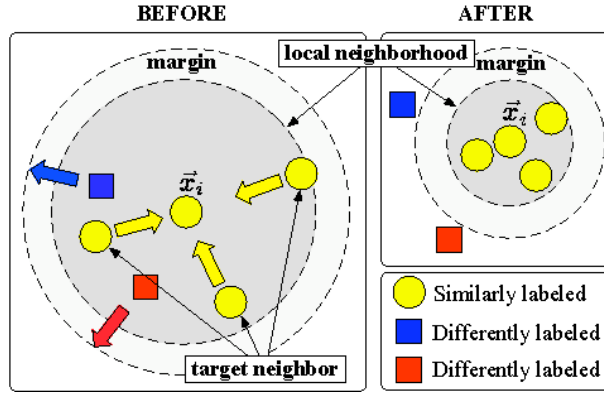 BEFORE
AFTER
local neighborhood
margin
margin
x⃗i
x⃗i
target neighbor
Similarly labeled
Differently labeled
Differently labeled